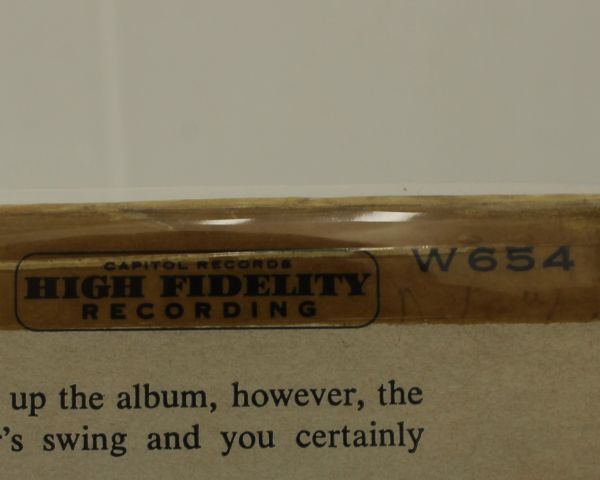 CAPITOL RECORDS
HIGH FIDELITY
RECORDING
W654
up the album, however, the
's swing and you certainly